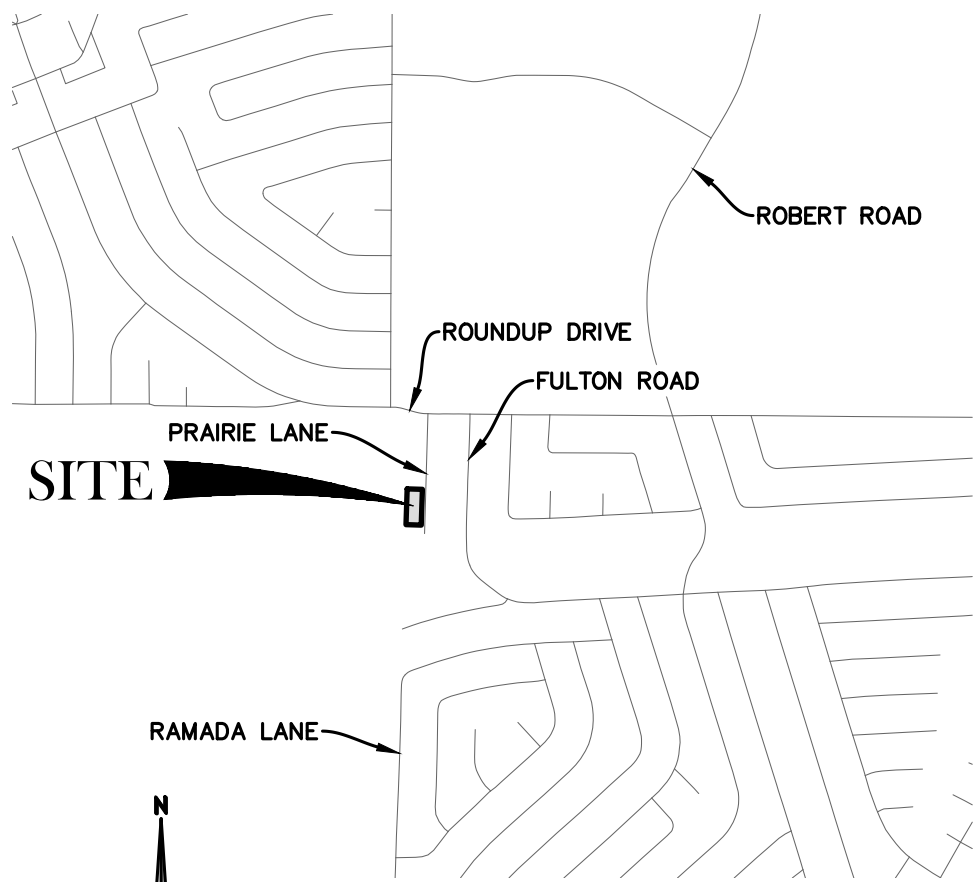 ROBERT ROAD
ROUNDUP DRIVE
FULTON ROAD
PRAIRIE LANE
SITE
RAMADA LANE
N